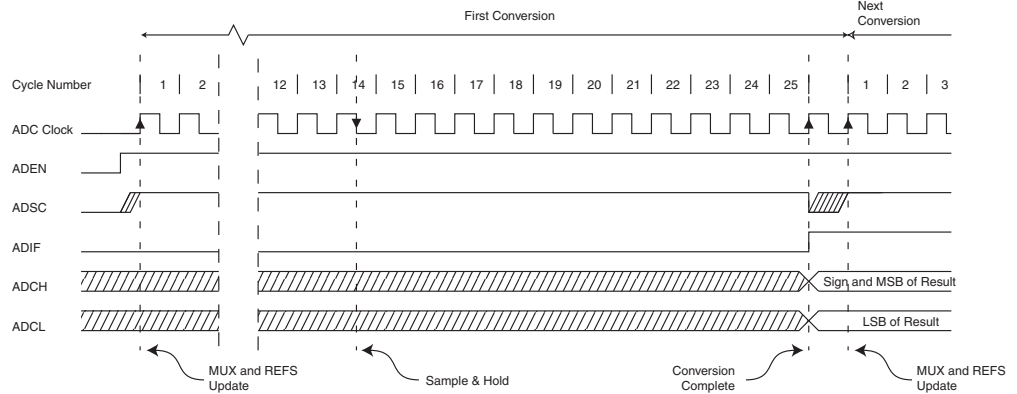 First Conversion
Next
Conversion
Cycle Number 1 2 12 13 14 15 16 17 18 19 20 21 22 23 24 25 1 2 3
ADC Clock
ADEN
ADSC
ADIF
ADCH Sign and MSB of Result
ADCL LSB of Result
MUX and REFS
Update
Sample & Hold
Conversion
Complete
MUX and REFS
Update